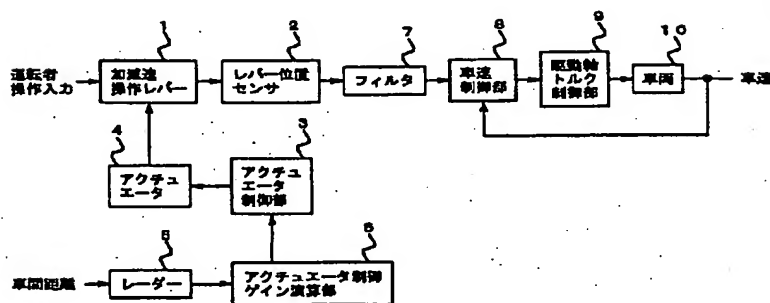 1
2
7
8
9
10
運転者
操作入力
加減速
操作レバー
レバー位置
センサ
フィルタ
車速
制御部
駆動軸
トルク
制御部
車両
車速
4
3
アクチュ
エータ
アクチュ
エータ
制御部
5
6
車間距離
レーダー
アクチュエータ制御
ゲイン演算部